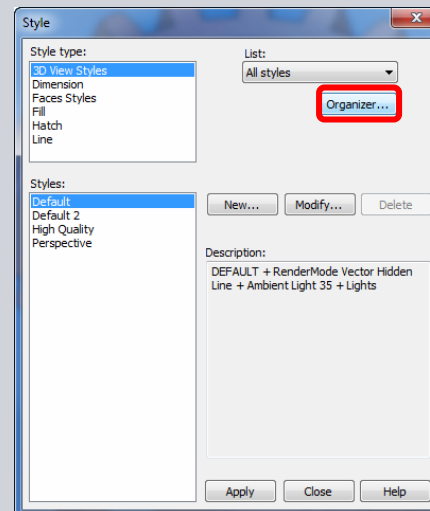 Style
Style type:
3D View Styles
Dimension
Faces Styles
Fill
Hatch
Line
List:
All styles
Organizer...
Styles:
Default
Default 2
High Quality
Perspective
New... Modify... Delete
Description:
DEFAULT + RenderMode Vector Hidden
Line + Ambient Light 35 + Lights
Apply Close Help